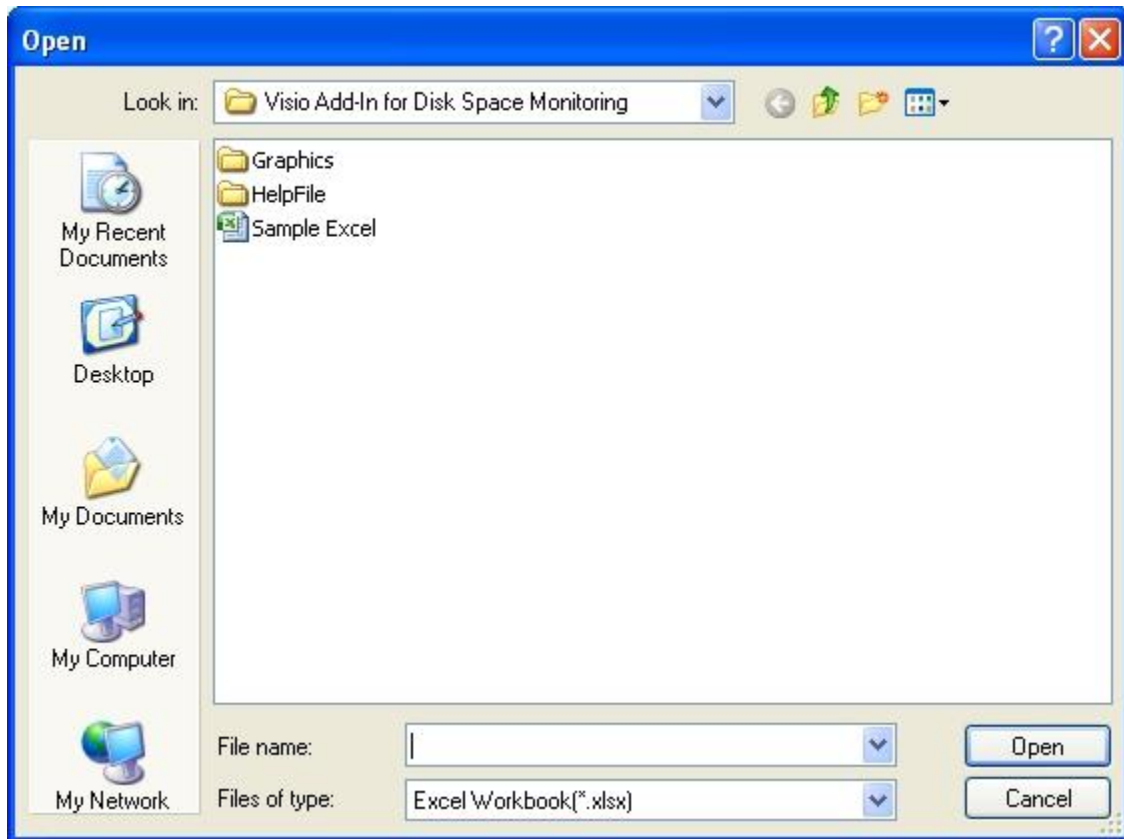 Open
Look in: Visio Add-In for Disk Space Monitoring
Graphics
HelpFile
Sample Excel
My Recent
Documents
Desktop
My Documents
My Computer
My Network
File name:
Open
Files of type: Excel Workbook(*.xlsx)
Cancel